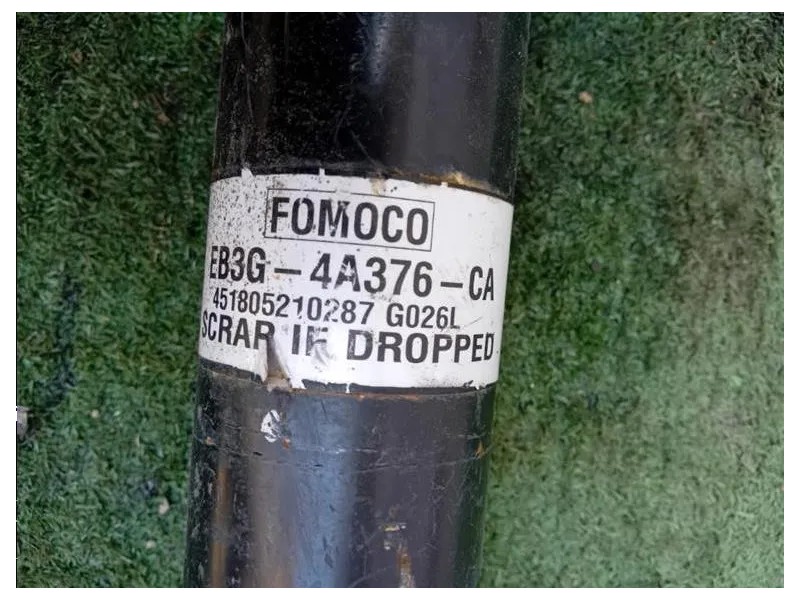 FOMOCO
EB3G-4A376-CA
451805210287 G026L
SCRAP IF DROPPED